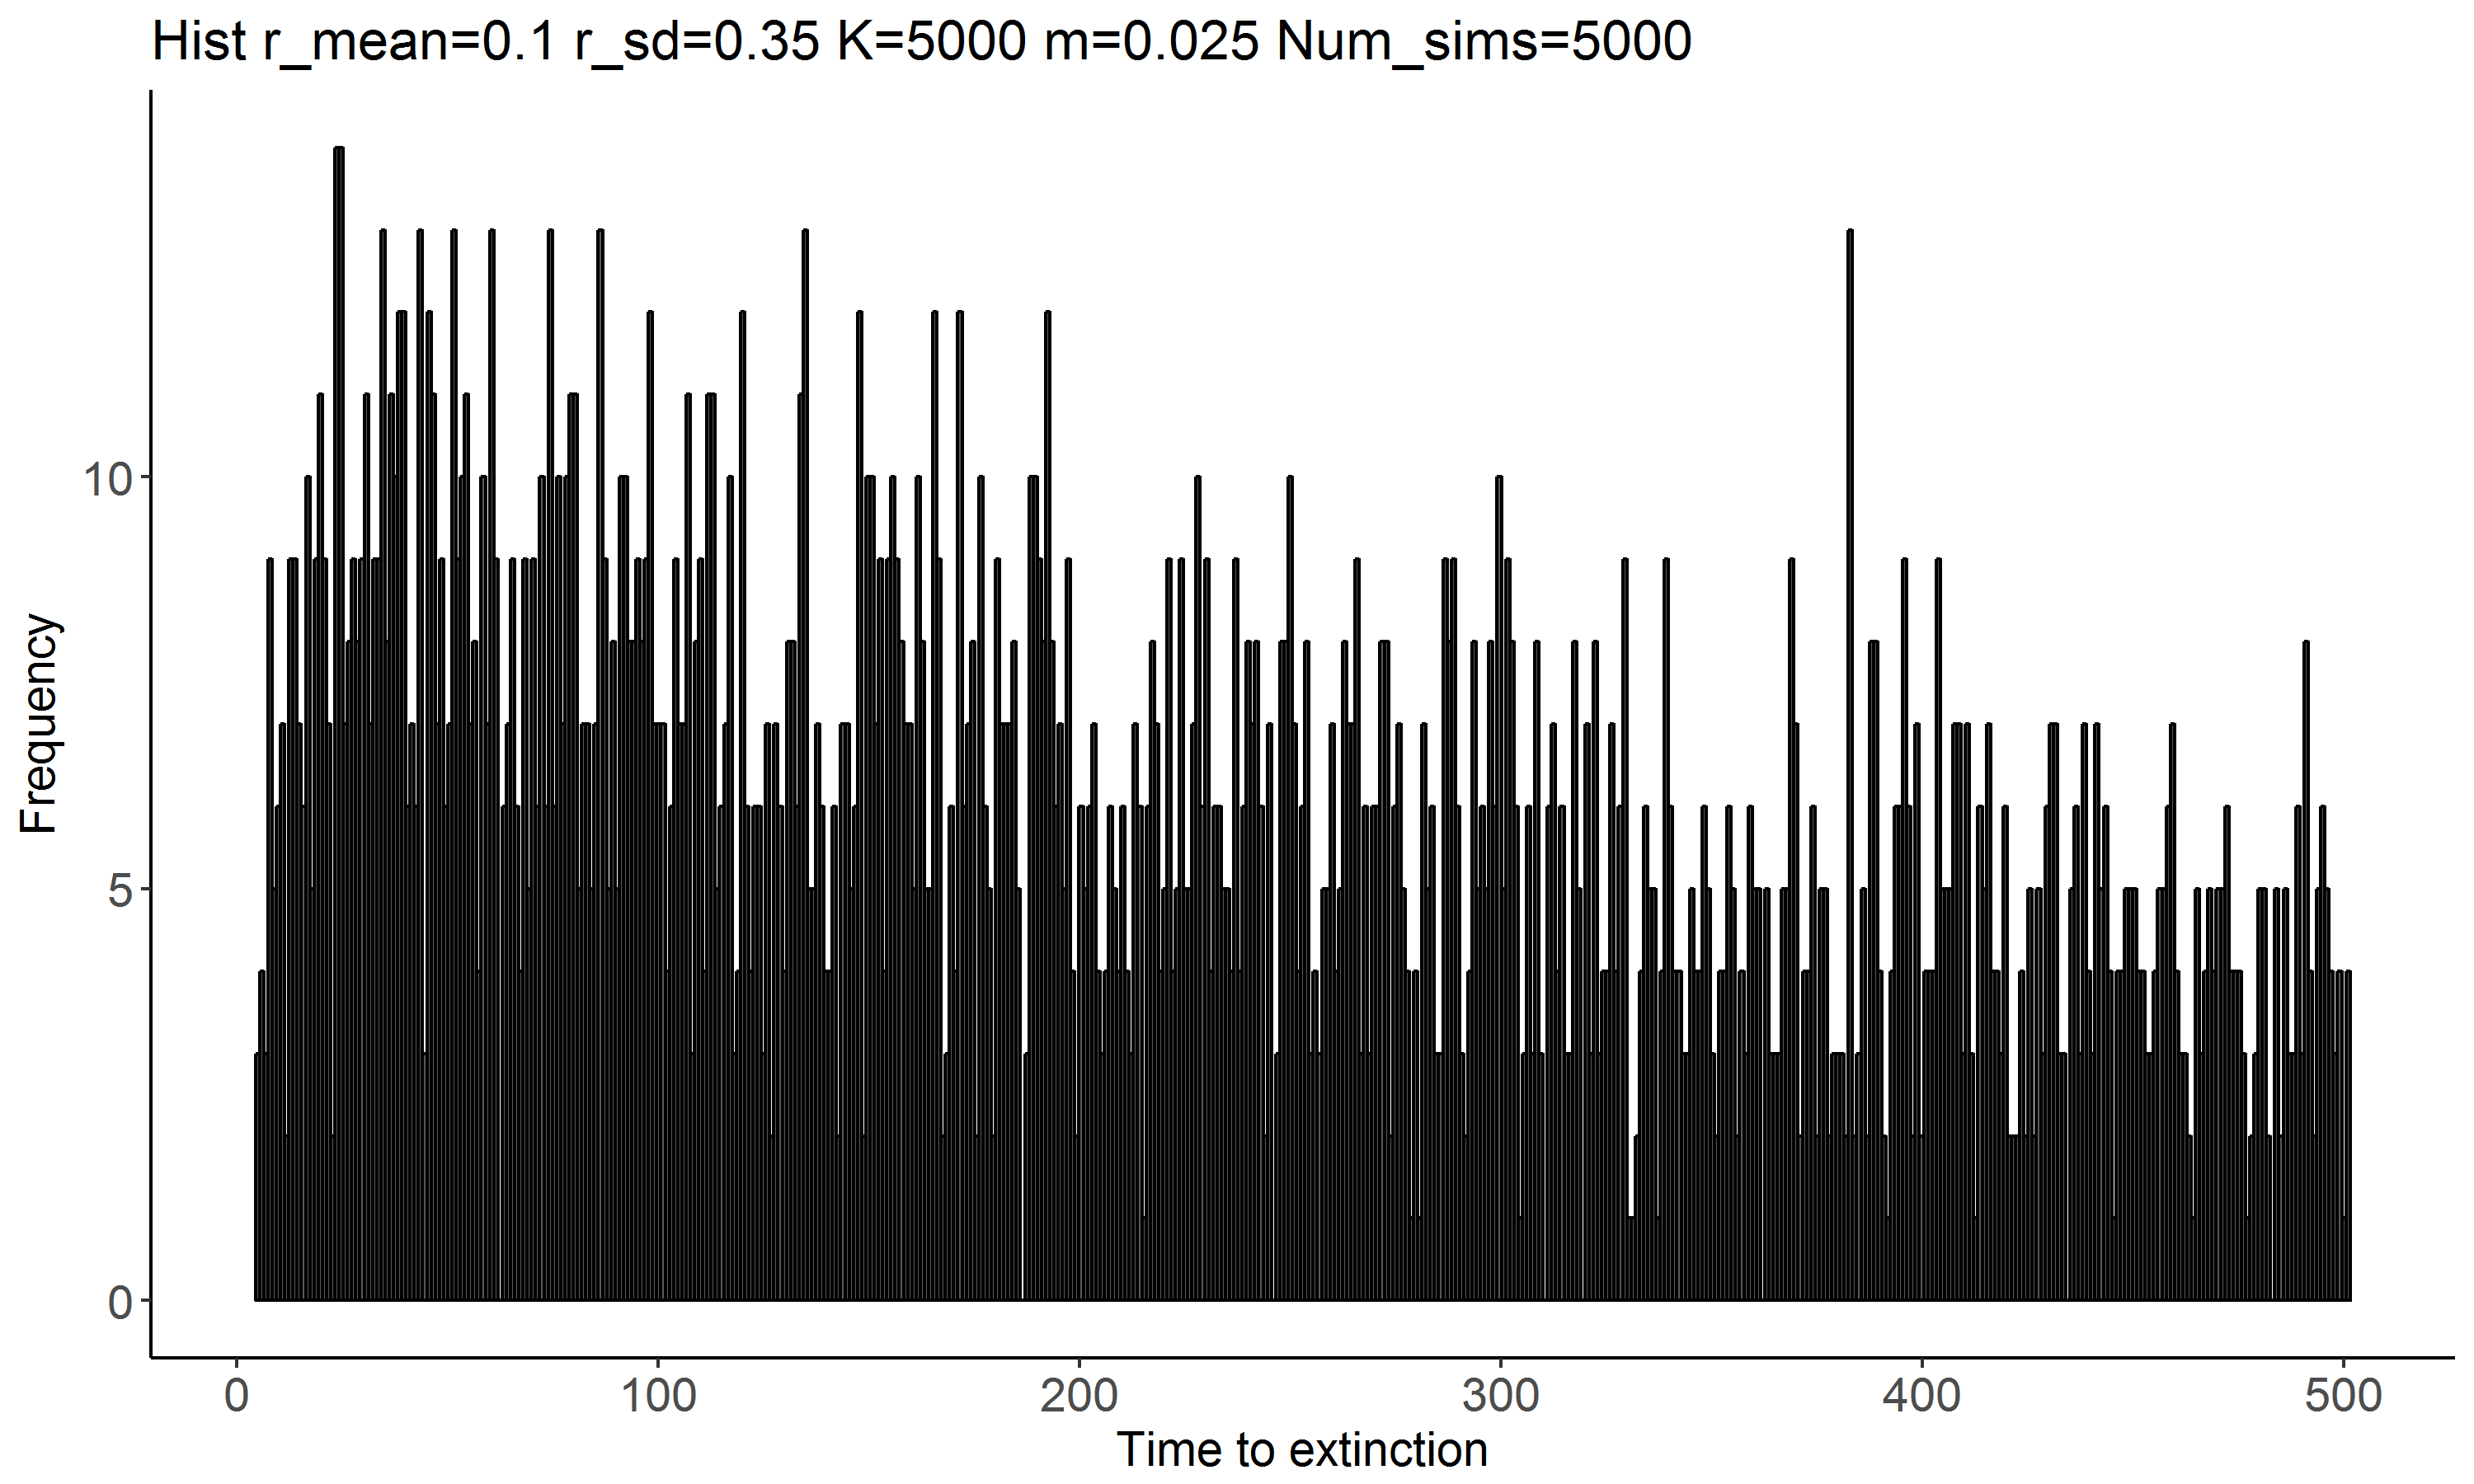 Hist r_mean=0.1 r_sd=0.35 K=5000 m=0.025 Num_sims=5000
Frequency
10
5
0
0 100 200 300 400 500
Time to extinction